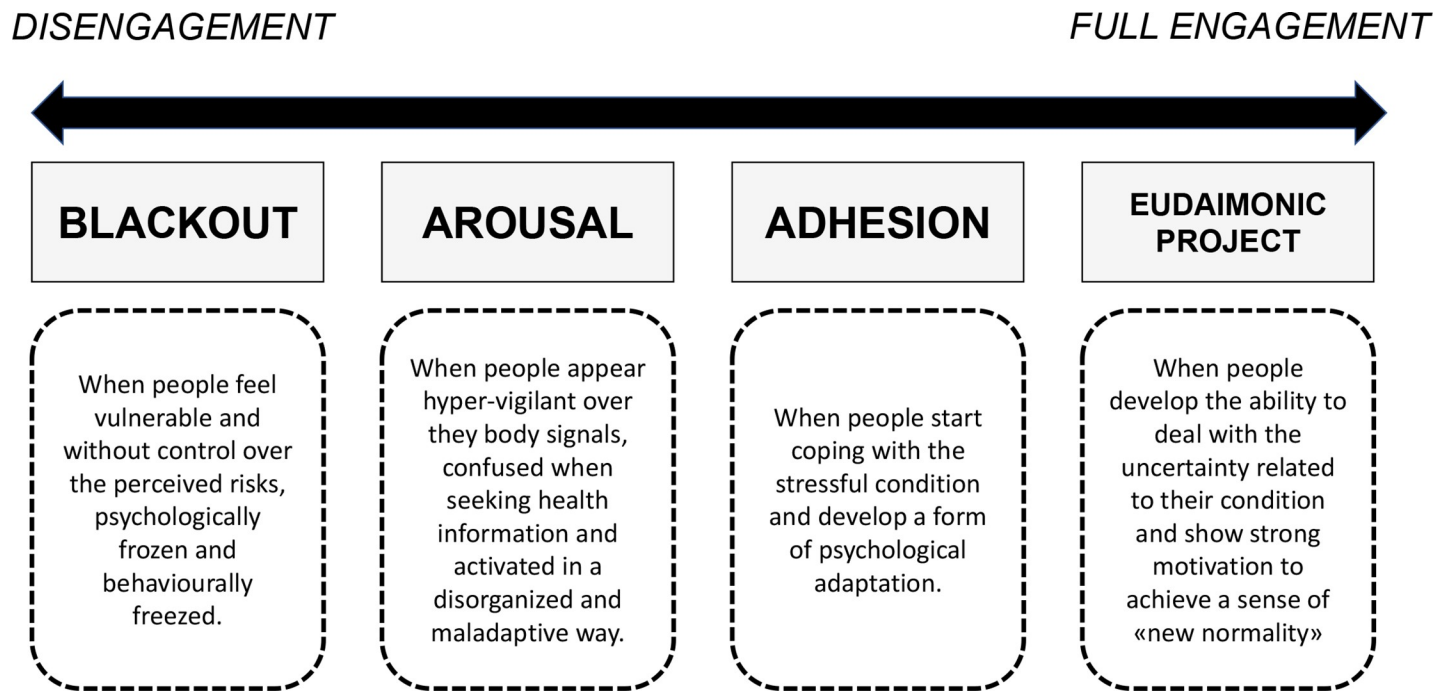 DISENGAGEMENT
FULL ENGAGEMENT
BLACKOUT
AROUSAL
ADHESION
EUDAIMONIC
PROJECT
When people feel
vulnerable and
without control over
the perceived risks,
psychologically
frozen and
behaviourally
freezed.
When people appear
hyper-vigilant over
they body signals,
confused when
seeking health
information and
activated in a
disorganized and
maladaptive way.
When people start
coping with the
stressful condition
and develop a form
of psychological
adaptation.
When people
develop the ability to
deal with the
uncertainty related
to their condition
and show strong
motivation to
achieve a sense of
«new normality»